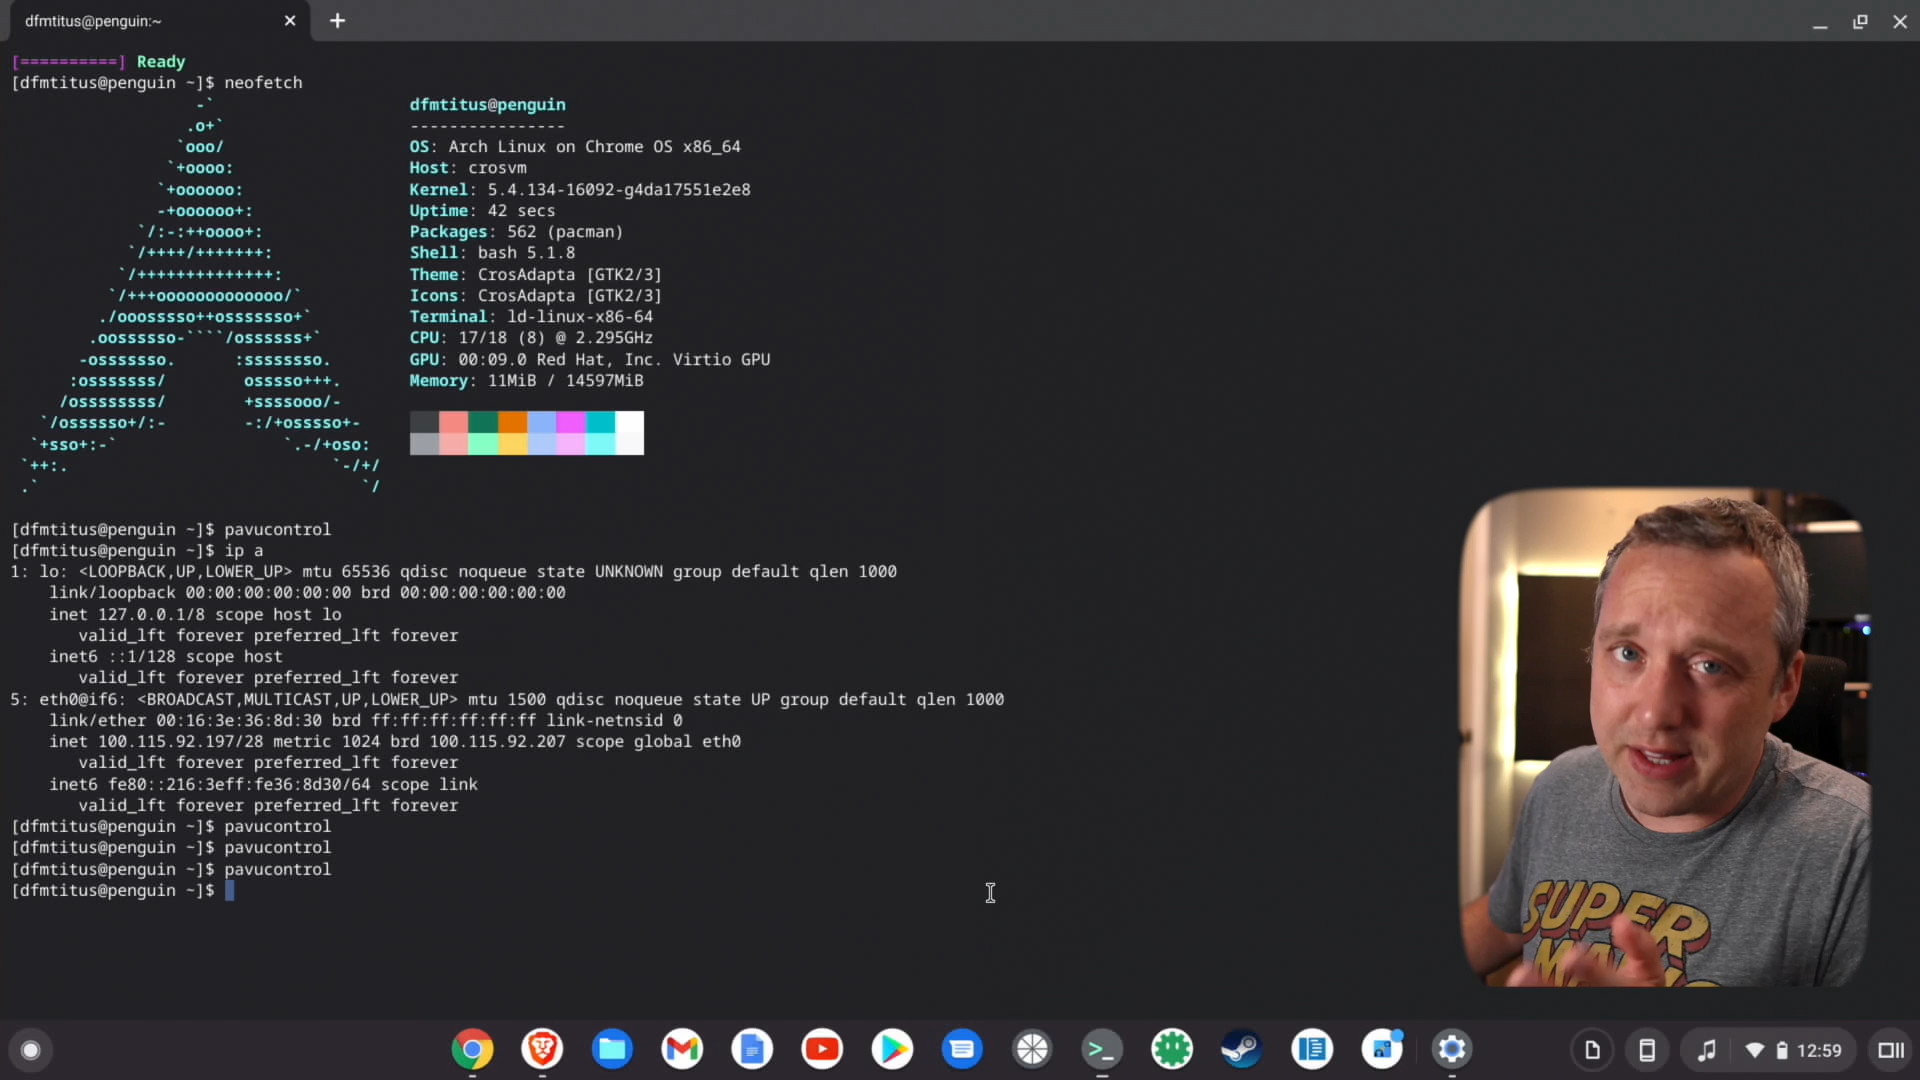 dfmtitus@penguin:~
[==========] Ready
[dfmtitus@penguin ~]$ neofetch
dfmtitus@penguin
----------------
OS: Arch Linux on Chrome OS x86_64
Host: crosvm
Kernel: 5.4.134-16092-g4da17551e2e8
Uptime: 42 secs
Packages: 562 (pacman)
Shell: bash 5.1.8
Theme: CrosAdapta [GTK2/3]
Icons: CrosAdapta [GTK2/3]
Terminal: ld-linux-x86-64
CPU: 17/18 (8) @ 2.295GHz
GPU: 00:09.0 Red Hat, Inc. Virtio GPU
Memory: 11MiB / 14597MiB
[dfmtitus@penguin ~]$ pavucontrol
[dfmtitus@penguin ~]$ ip a
1: lo: <LOOPBACK,UP,LOWER_UP> mtu 65536 qdisc noqueue state UNKNOWN group default qlen 1000
link/loopback 00:00:00:00:00:00 brd 00:00:00:00:00:00
inet 127.0.0.1/8 scope host lo
valid_lft forever preferred_lft forever
inet6 ::1/128 scope host
valid_lft forever preferred_lft forever
5: eth0@if6: <BROADCAST,MULTICAST,UP,LOWER_UP> mtu 1500 qdisc noqueue state UP group default qlen 1000
link/ether 00:16:3e:36:8d:30 brd ff:ff:ff:ff:ff:ff link-netnsid 0
inet 100.115.92.197/28 metric 1024 brd 100.115.92.207 scope global eth0
valid_lft forever preferred_lft forever
inet6 fe80::216:3eff:fe36:8d30/64 scope link
valid_lft forever preferred_lft forever
[dfmtitus@penguin ~]$ pavucontrol
[dfmtitus@penguin ~]$ pavucontrol
[dfmtitus@penguin ~]$ pavucontrol
[dfmtitus@penguin ~]$
SUPER
12:59